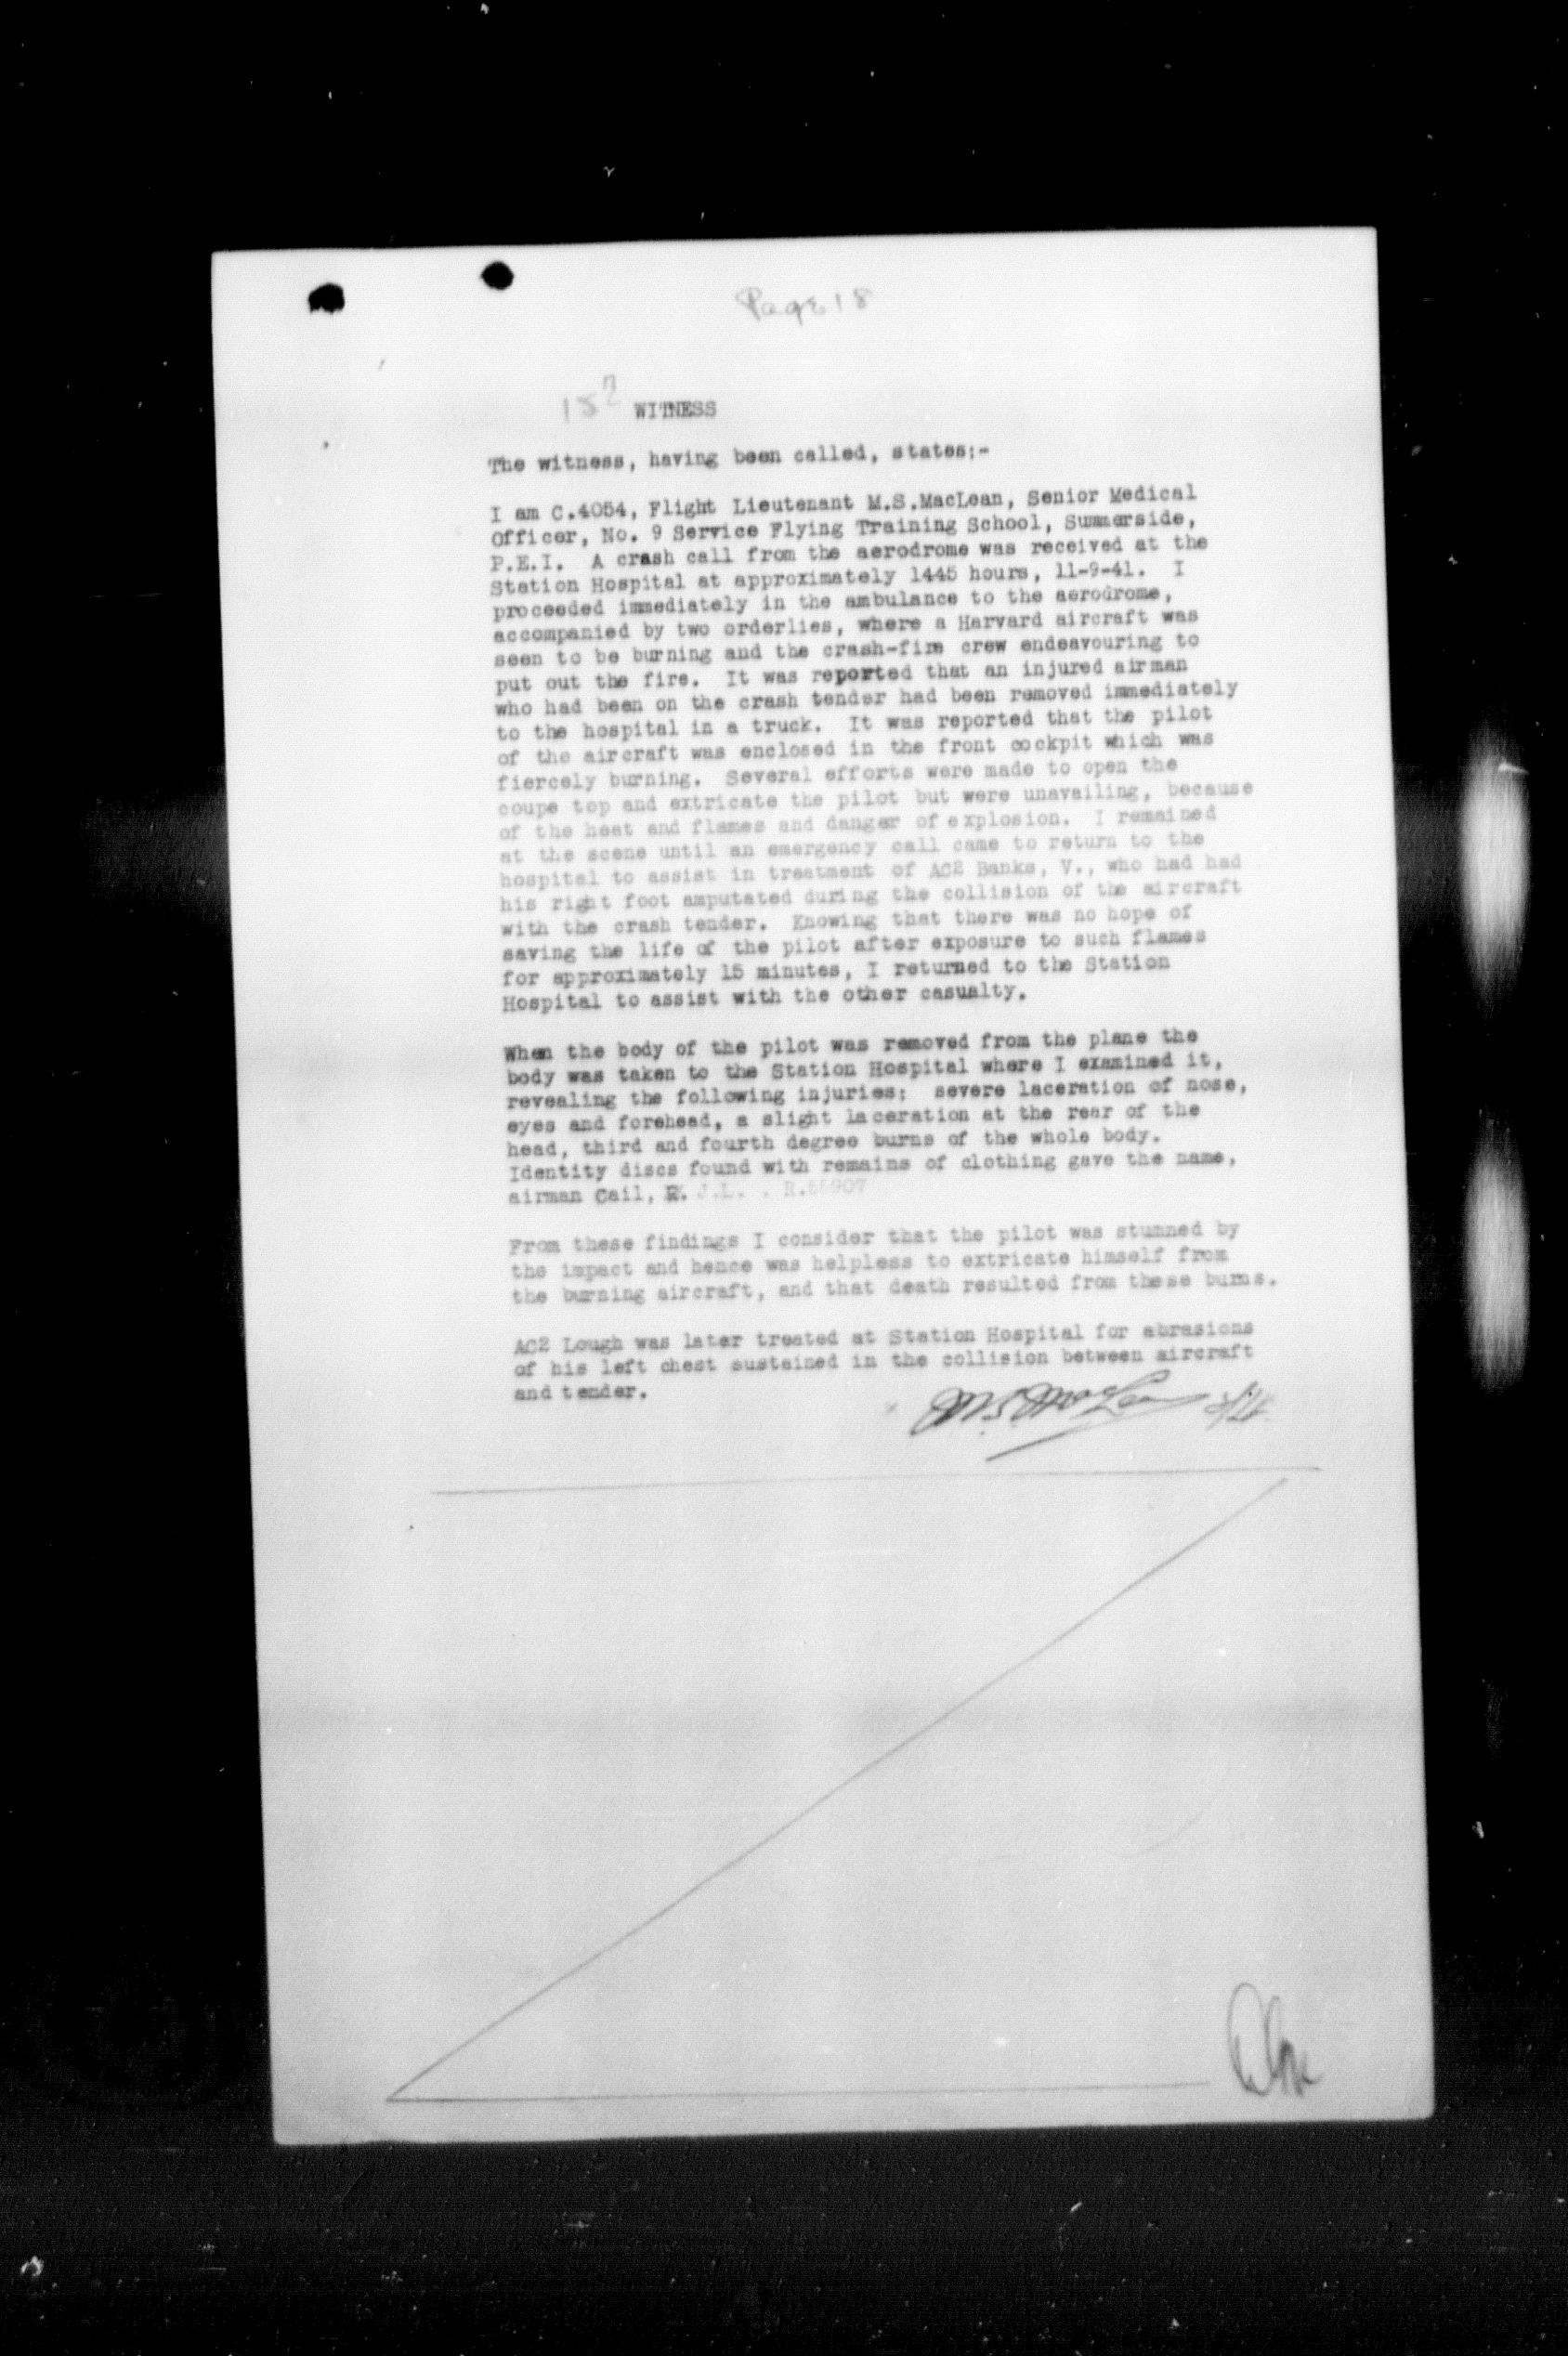 Page 18
WITNESS
The witness, having been called, states:-
I am C.4054, Flight Lieutenant M.S.MacLean, Senior Medical
Officer, No. 9 Service Flying Training School, Summerside,
P.E.I. A crash call from the aerodrome was received at the
Station Hospital at approximately 1445 hours, 11-9-41. I
proceeded immediately in the ambulance to the aerodrome,
accompanied by two orderlies, where a Harvard aircraft was
seen to be burning and the crash-fire crew endeavouring to
put out the fire. It was reported that an injured airman
who had been on the crash tender had been removed immediately
to the hospital in a truck. It was reported that the pilot
of the aircraft was enclosed in the front cockpit which was
fiercely burning. Several efforts were made to open the
coupe top and extricate the pilot but were unavailing, because
of the heat and flames and danger of explosion. I remained
at the scene until an emergency call came to return to the
hospital to assist in treatment of AC2 Banks, V., who had had
his right foot amputated during the collision of the aircraft
with the crash tender. Knowing that there was no hope of
saving the life of the pilot after exposure to such flames
for approximately 15 minutes, I returned to the Station
Hospital to assist with the other casualty.
When the body of the pilot was removed from the plane the
body was taken to the Station Hospital where I examined it,
revealing the following injuries: severe laceration of nose,
eyes and forehead, a slight laceration at the rear of the
head, third and fourth degree burns of the whole body.
Identity discs found with remains of clothing gave the name,
airman Cail, J.L.
From these findings I consider that the pilot was stunned by
the impact and hence was helpless to extricate himself from
the burning aircraft, and that death resulted from these burns.
AC2 Lough was later treated at Station Hospital for abrasions
of his left chest sustained in the collision between aircraft
and tender.